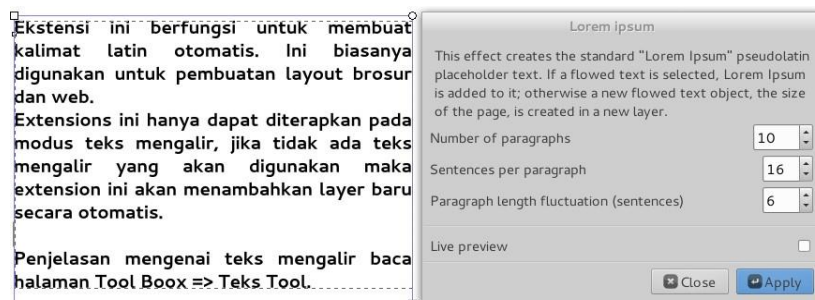 Ekstensi ini berfungsi untuk membuat
kalimat latin otomatis. Ini biasanya
digunakan untuk pembuatan layout brosur
dan web.
Extensions ini hanya dapat diterapkan pada
modus teks mengalir, jika tidak ada teks
mengalir yang akan digunakan maka
extension ini akan menambahkan layer baru
secara otomatis.
Penjelasan mengenai teks mengalir baca
halaman Tool Boox => Teks Tool.
Lorem ipsum
This effect creates the standard "Lorem Ipsum" pseudolatin
placeholder text. If a flowed text is selected, Lorem Ipsum
is added to it; otherwise a new flowed text object, the size
of the page, is created in a new layer.
Number of paragraphs 10
Sentences per paragraph 16
Paragraph length fluctuation (sentences) 6
Live preview
Close Apply